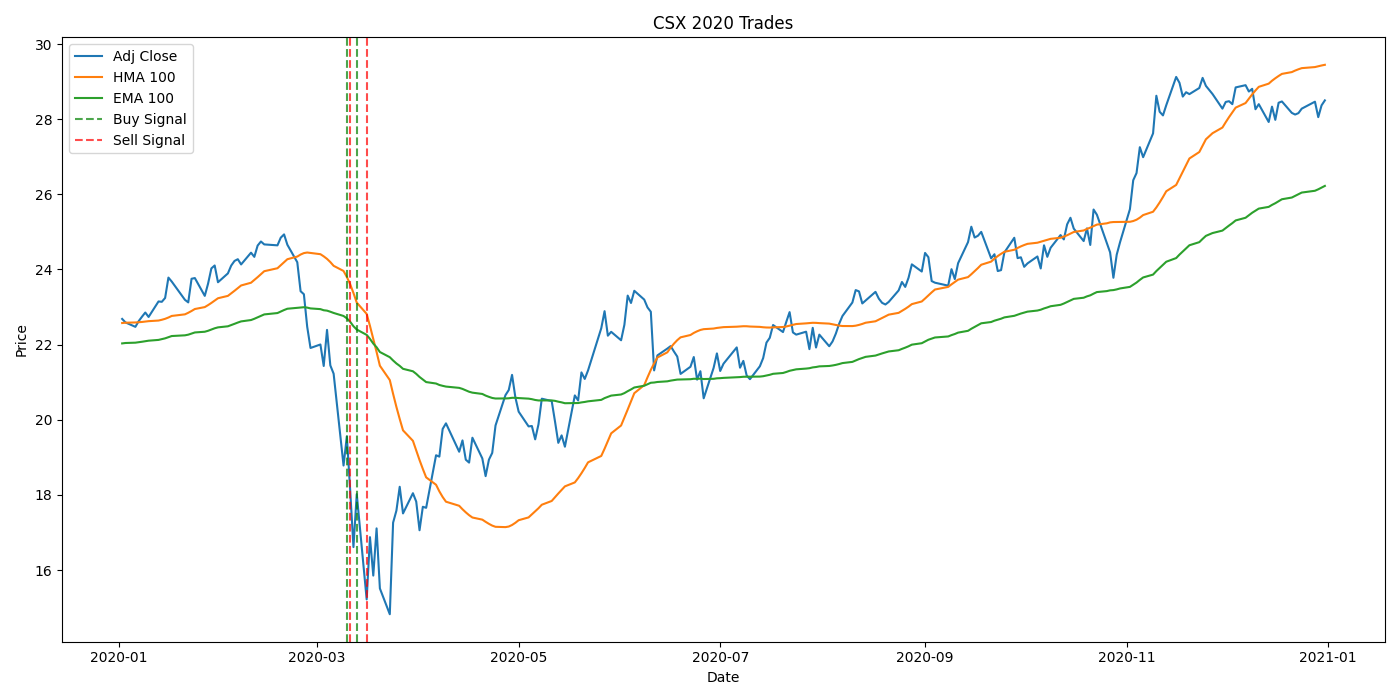 CSX 2020 Trades
Adj Close
HMA 100
EMA 100
Buy Signal
Sell Signal
Price
30
28
26
24
22
20
18
16
2020-01 2020-03 2020-05 2020-07 2020-09 2020-11 2021-01
Date